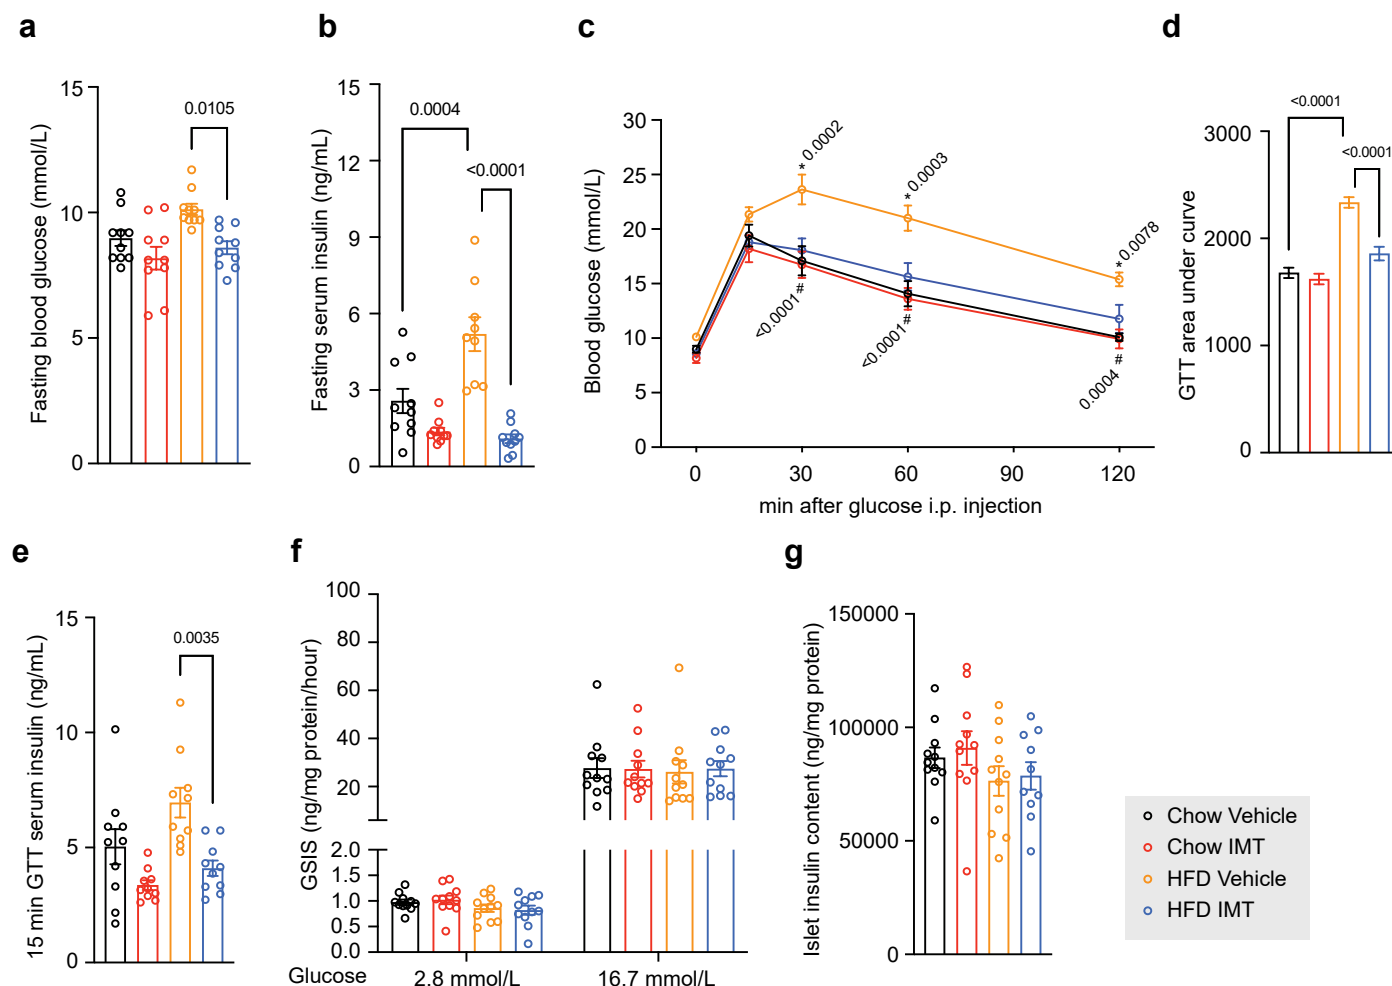 a
b
c
d
Fasting blood glucose (mmol/L)
15
10
5
0
0.0105
Fasting serum insulin (ng/mL)
15
12
9
6
3
0
0.0004
<0.0001
Blood glucose (mmol/L)
30
25
20
15
10
5
0
* 0.0002
* 0.0003
* 0.0078
<0.0001 #
<0.0001 #
0.0004 #
0 30 60 90 120
min after glucose i.p. injection
GTT area under curve
3000
2000
1000
0
<0.0001
<0.0001
e
f
g
15 min GTT serum insulin (ng/mL)
15
10
5
0
0.0035
GSIS (ng/mg protein/hour)
100
80
60
40
20
2.0
1.5
1.0
0.5
0.0
Glucose 2.8 mmol/L 16.7 mmol/L
Islet insulin content (ng/mg protein)
150000
100000
50000
0
Chow Vehicle
Chow IMT
HFD Vehicle
HFD IMT